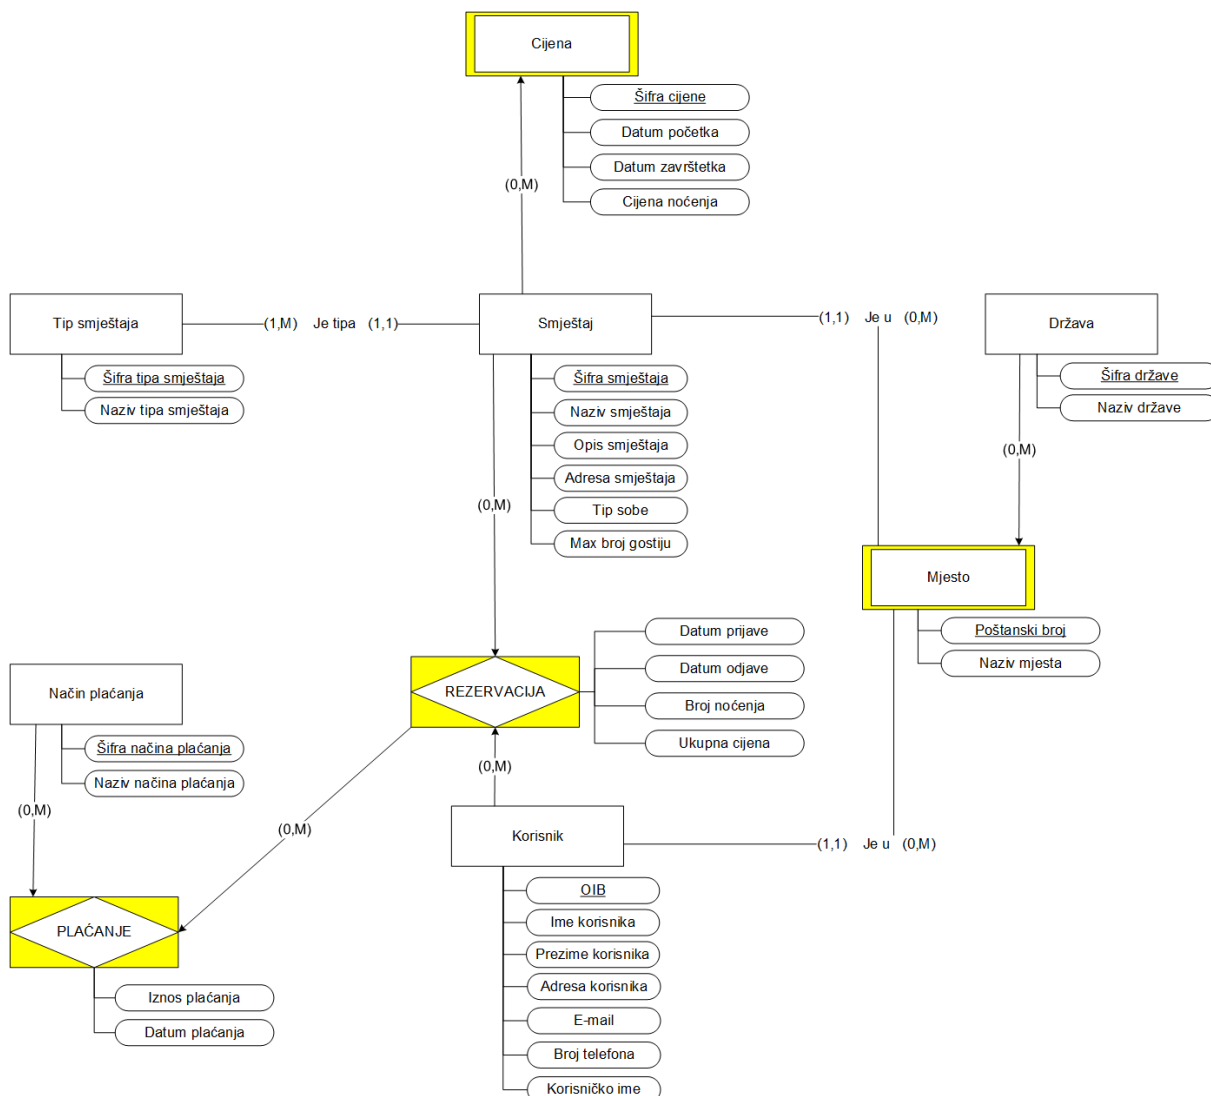 Cijena
Šifra cijene
Datum početka
Datum završtetka
Cijena noćenja
(0,M)
Tip smještaja
(1,M) Je tipa (1,1)
Smještaj
(1,1) Je u (0,M)
Država
Šifra tipa smještaja
Naziv tipa smještaja
Šifra smještaja
Naziv smještaja
Opis smještaja
Adresa smještaja
Tip sobe
Max broj gostiju
Šifra države
Naziv države
(0,M)
(0,M)
Mjesto
Poštanski broj
Naziv mjesta
Datum prijave
Datum odjave
Broj noćenja
Ukupna cijena
REZERVACIJA
Način plaćanja
Šifra načina plaćanja
Naziv načina plaćanja
(0,M)
(0,M)
(0,M)
Korisnik
(1,1) Je u (0,M)
OIB
Ime korisnika
Prezime korisnika
Adresa korisnika
E-mail
Broj telefona
Korisničko ime
PLAĆANJE
Iznos plaćanja
Datum plaćanja